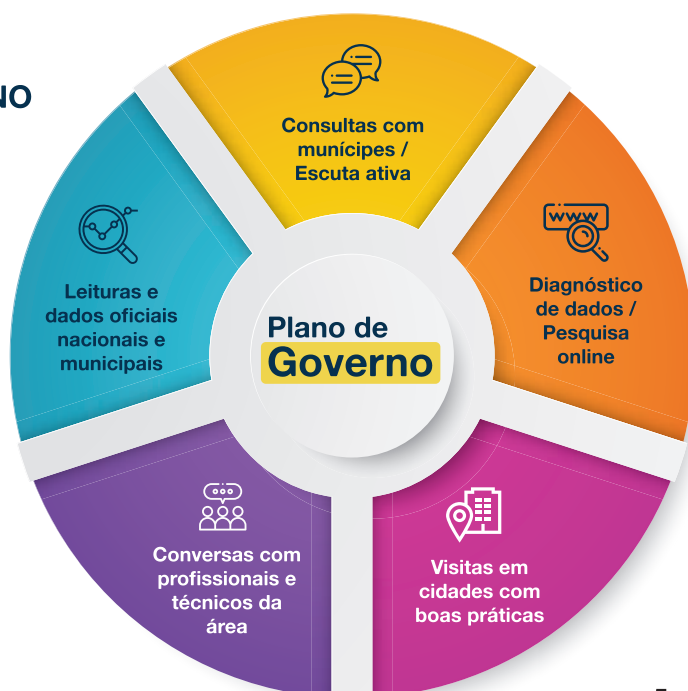 NO
Consultas com
munícipes /
Escuta ativa
www
Diagnóstico
de dados /
Pesquisa
online
Leituras e
dados oficiais
nacionais e
municipais
Plano de
Governo
Conversas com
profissionais e
técnicos da
área
Visitas em
cidades com
boas práticas